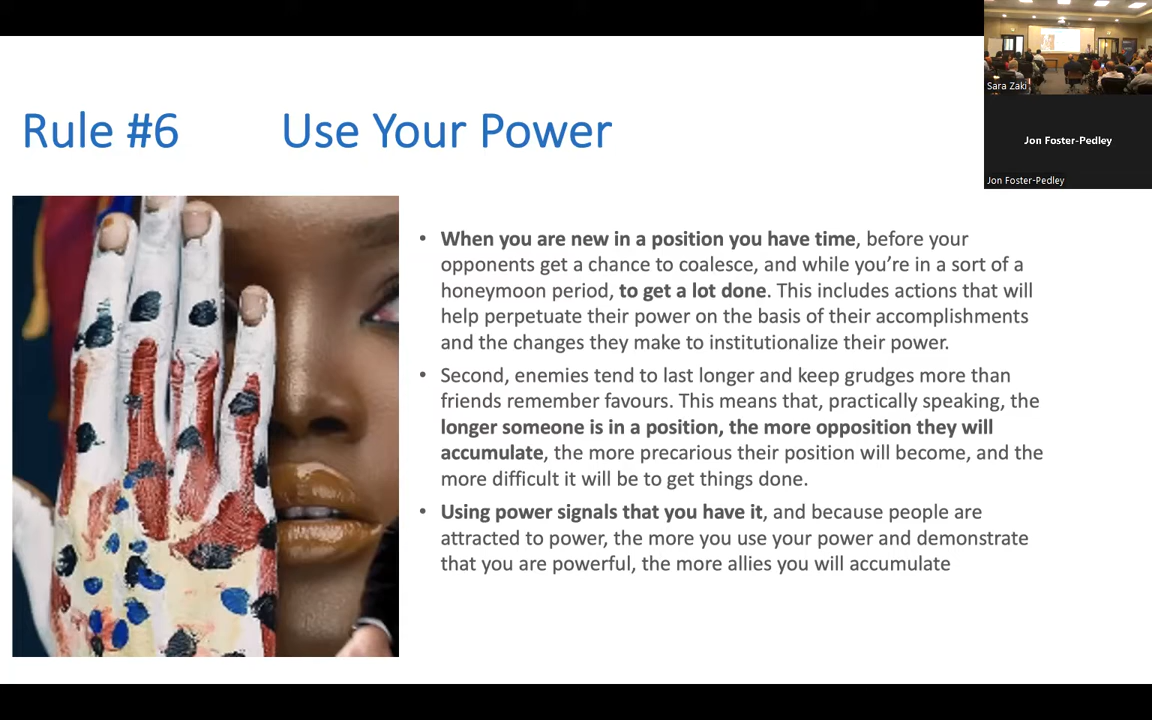 Rule #6 Use Your Power
• When you are new in a position you have time, before your
opponents get a chance to coalesce, and while you’re in a sort of a
honeymoon period, to get a lot done. This includes actions that will
help perpetuate their power on the basis of their accomplishments
and the changes they make to institutionalize their power.
• Second, enemies tend to last longer and keep grudges more than
friends remember favours. This means that, practically speaking, the
longer someone is in a position, the more opposition they will
accumulate, the more precarious their position will become, and the
more difficult it will be to get things done.
• Using power signals that you have it, and because people are
attracted to power, the more you use your power and demonstrate
that you are powerful, the more allies you will accumulate
Sara Zaki
Jon Foster-Pedley
Jon Foster-Pedley